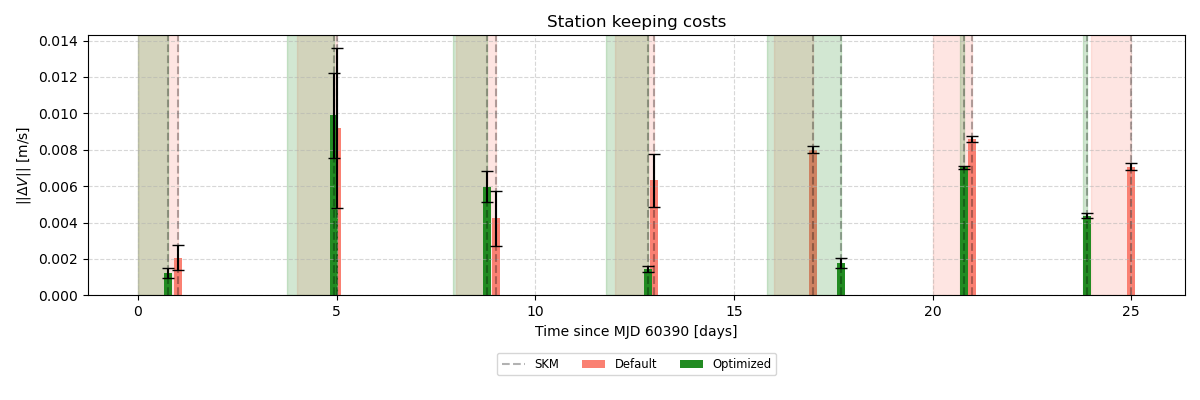 Station keeping costs
0.014
0.012
0.010
0.008
0.006
0.004
0.002
0.000
||ΔV|| [m/s]
0 5 10 15 20 25
Time since MJD 60390 [days]
SKM Default Optimized